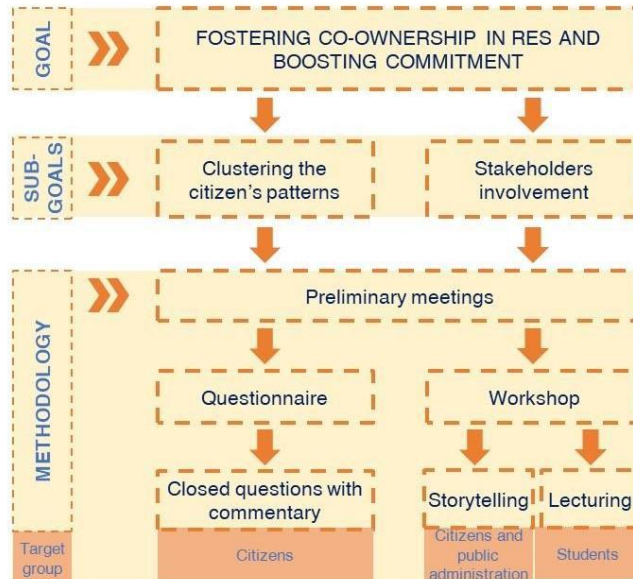 GOAL
FOSTERING CO-OWNERSHIP IN RES AND
BOOSTING COMMITMENT
SUB-
GOALS
Clustering the
citizen's patterns
Stakeholders
involvement
METHODOLOGY
Preliminary meetings
Questionnaire
Workshop
Closed questions with
commentary
Storytelling
Lecturing
Target
group
Citizens
Citizens and
public
administration
Students